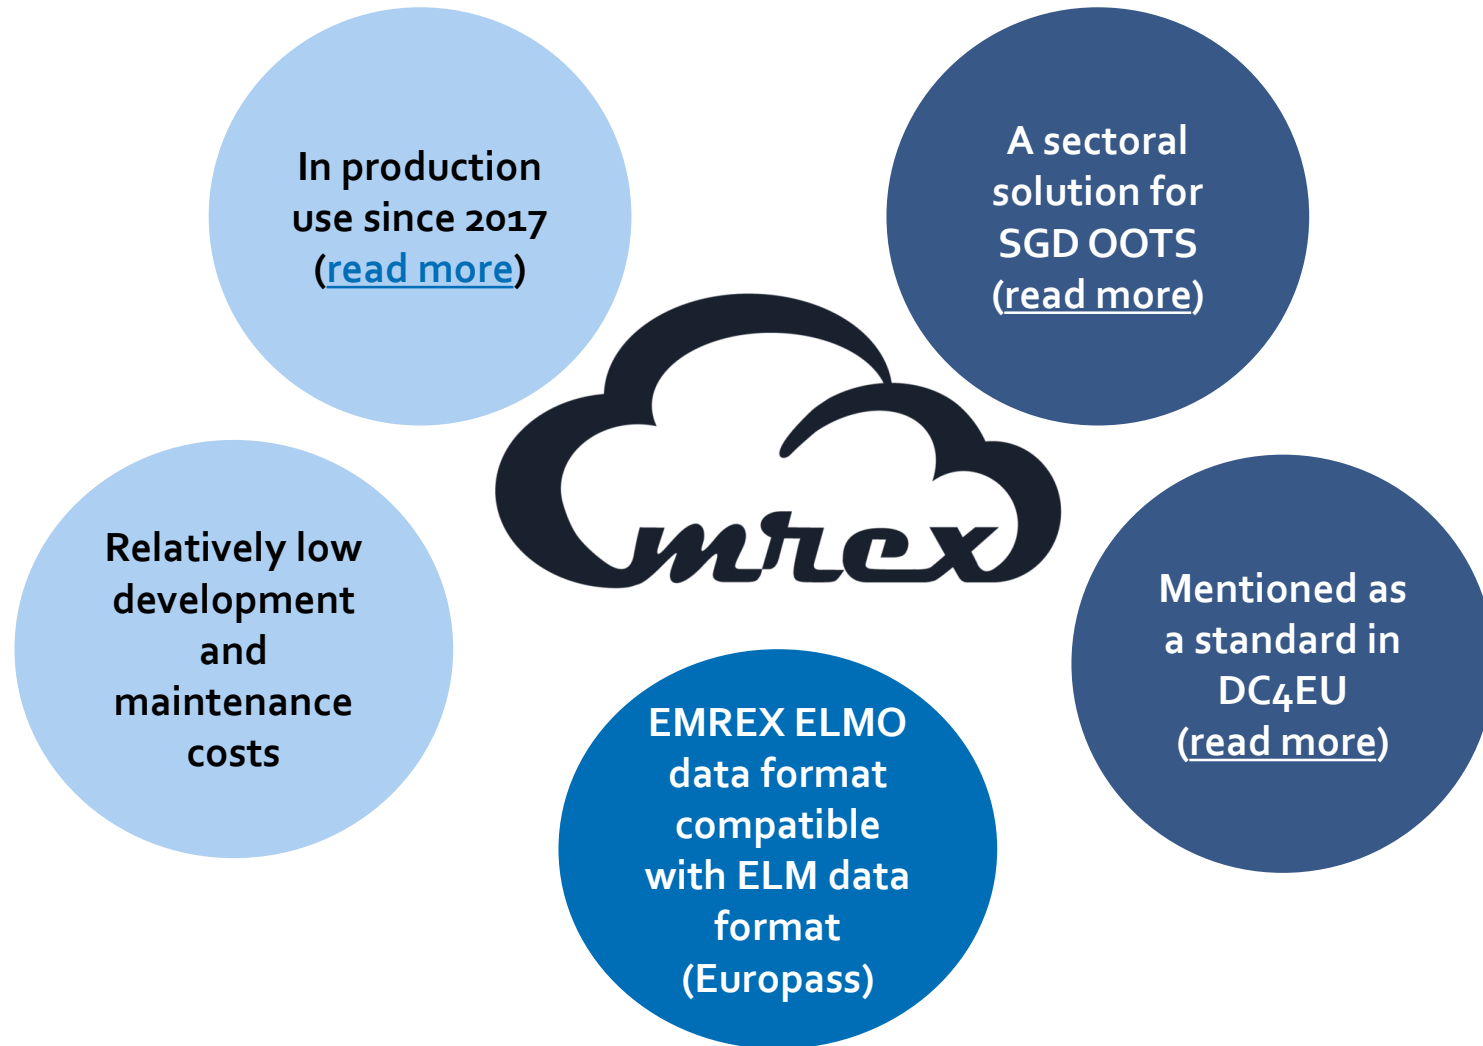 In production
use since 2017
(read more)
A sectoral
solution for
SGD OOTS
(read more)
mrex
Relatively low
development
and
maintenance
costs
Mentioned as
a standard in
DC4EU
(read more)
EMREX ELMO
data format
compatible
with ELM data
format
(Europass)